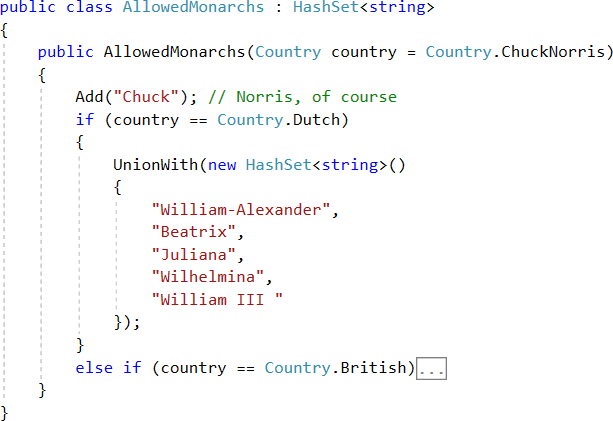 public class AllowedMonarchs : HashSet<string>
{
public AllowedMonarchs(Country country = Country.ChuckNorris)
{
Add("Chuck"); // Norris, of course
if (country == Country.Dutch)
{
UnionWith(new HashSet<string>()
{
"William-Alexander",
"Beatrix",
"Juliana",
"Wilhelmina",
"William III "
});
}
else if (country == Country.British)...
}
}